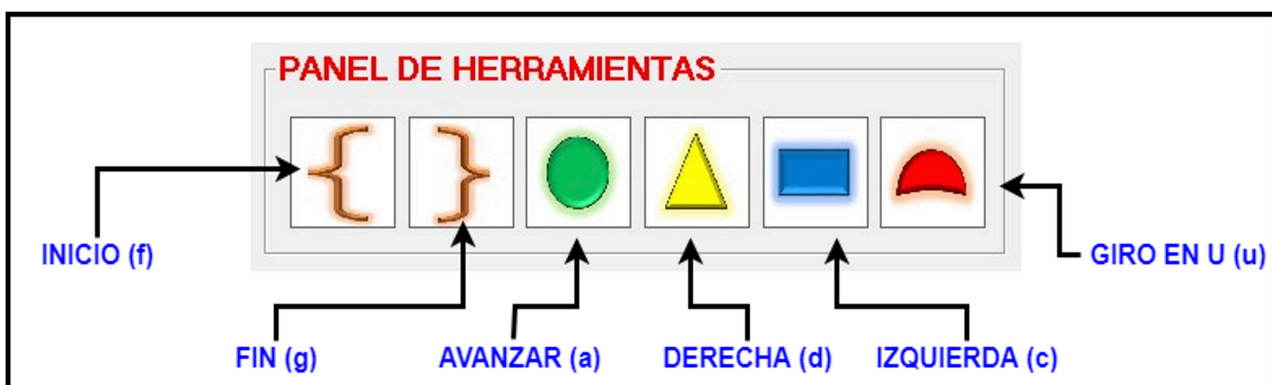 PANEL DE HERRAMIENTAS
INICIO (f)
GIRO EN U (u)
FIN (g)
AVANZAR (a)
DERECHA (d)
IZQUIERDA (c)